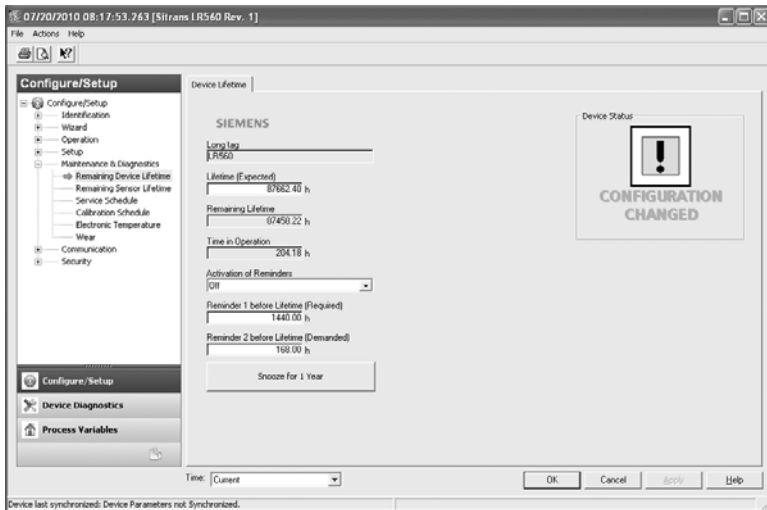 07/20/2010 08:17:53.263 [Sitrans LR560 Rev. 1]
File Actions Help
Configure/Setup
Configure/Setup
Identification
Wizard
Operation
Setup
Maintenance & Diagnostics
Remaining Device Lifetime
Remaining Sensor Lifetime
Service Schedule
Calibration Schedule
Electronic Temperature
Wear
Communication
Security
Configure/Setup
Device Diagnostics
Process Variables
Device Lifetime
SIEMENS
Long tag
LR560
Lifetime (Expected)
87662.40 h
Remaining Lifetime
87458.22 h
Time in Operation
204.18 h
Activation of Reminders
Off
Reminder 1 before Lifetime (Required)
1440.00 h
Reminder 2 before Lifetime (Demanded)
168.00 h
Snooze for 1 Year
Device Status
CONFIGURATION
CHANGED
Time: Current
OK Cancel Apply Help
Device last synchronized: Device Parameters not Synchronized.